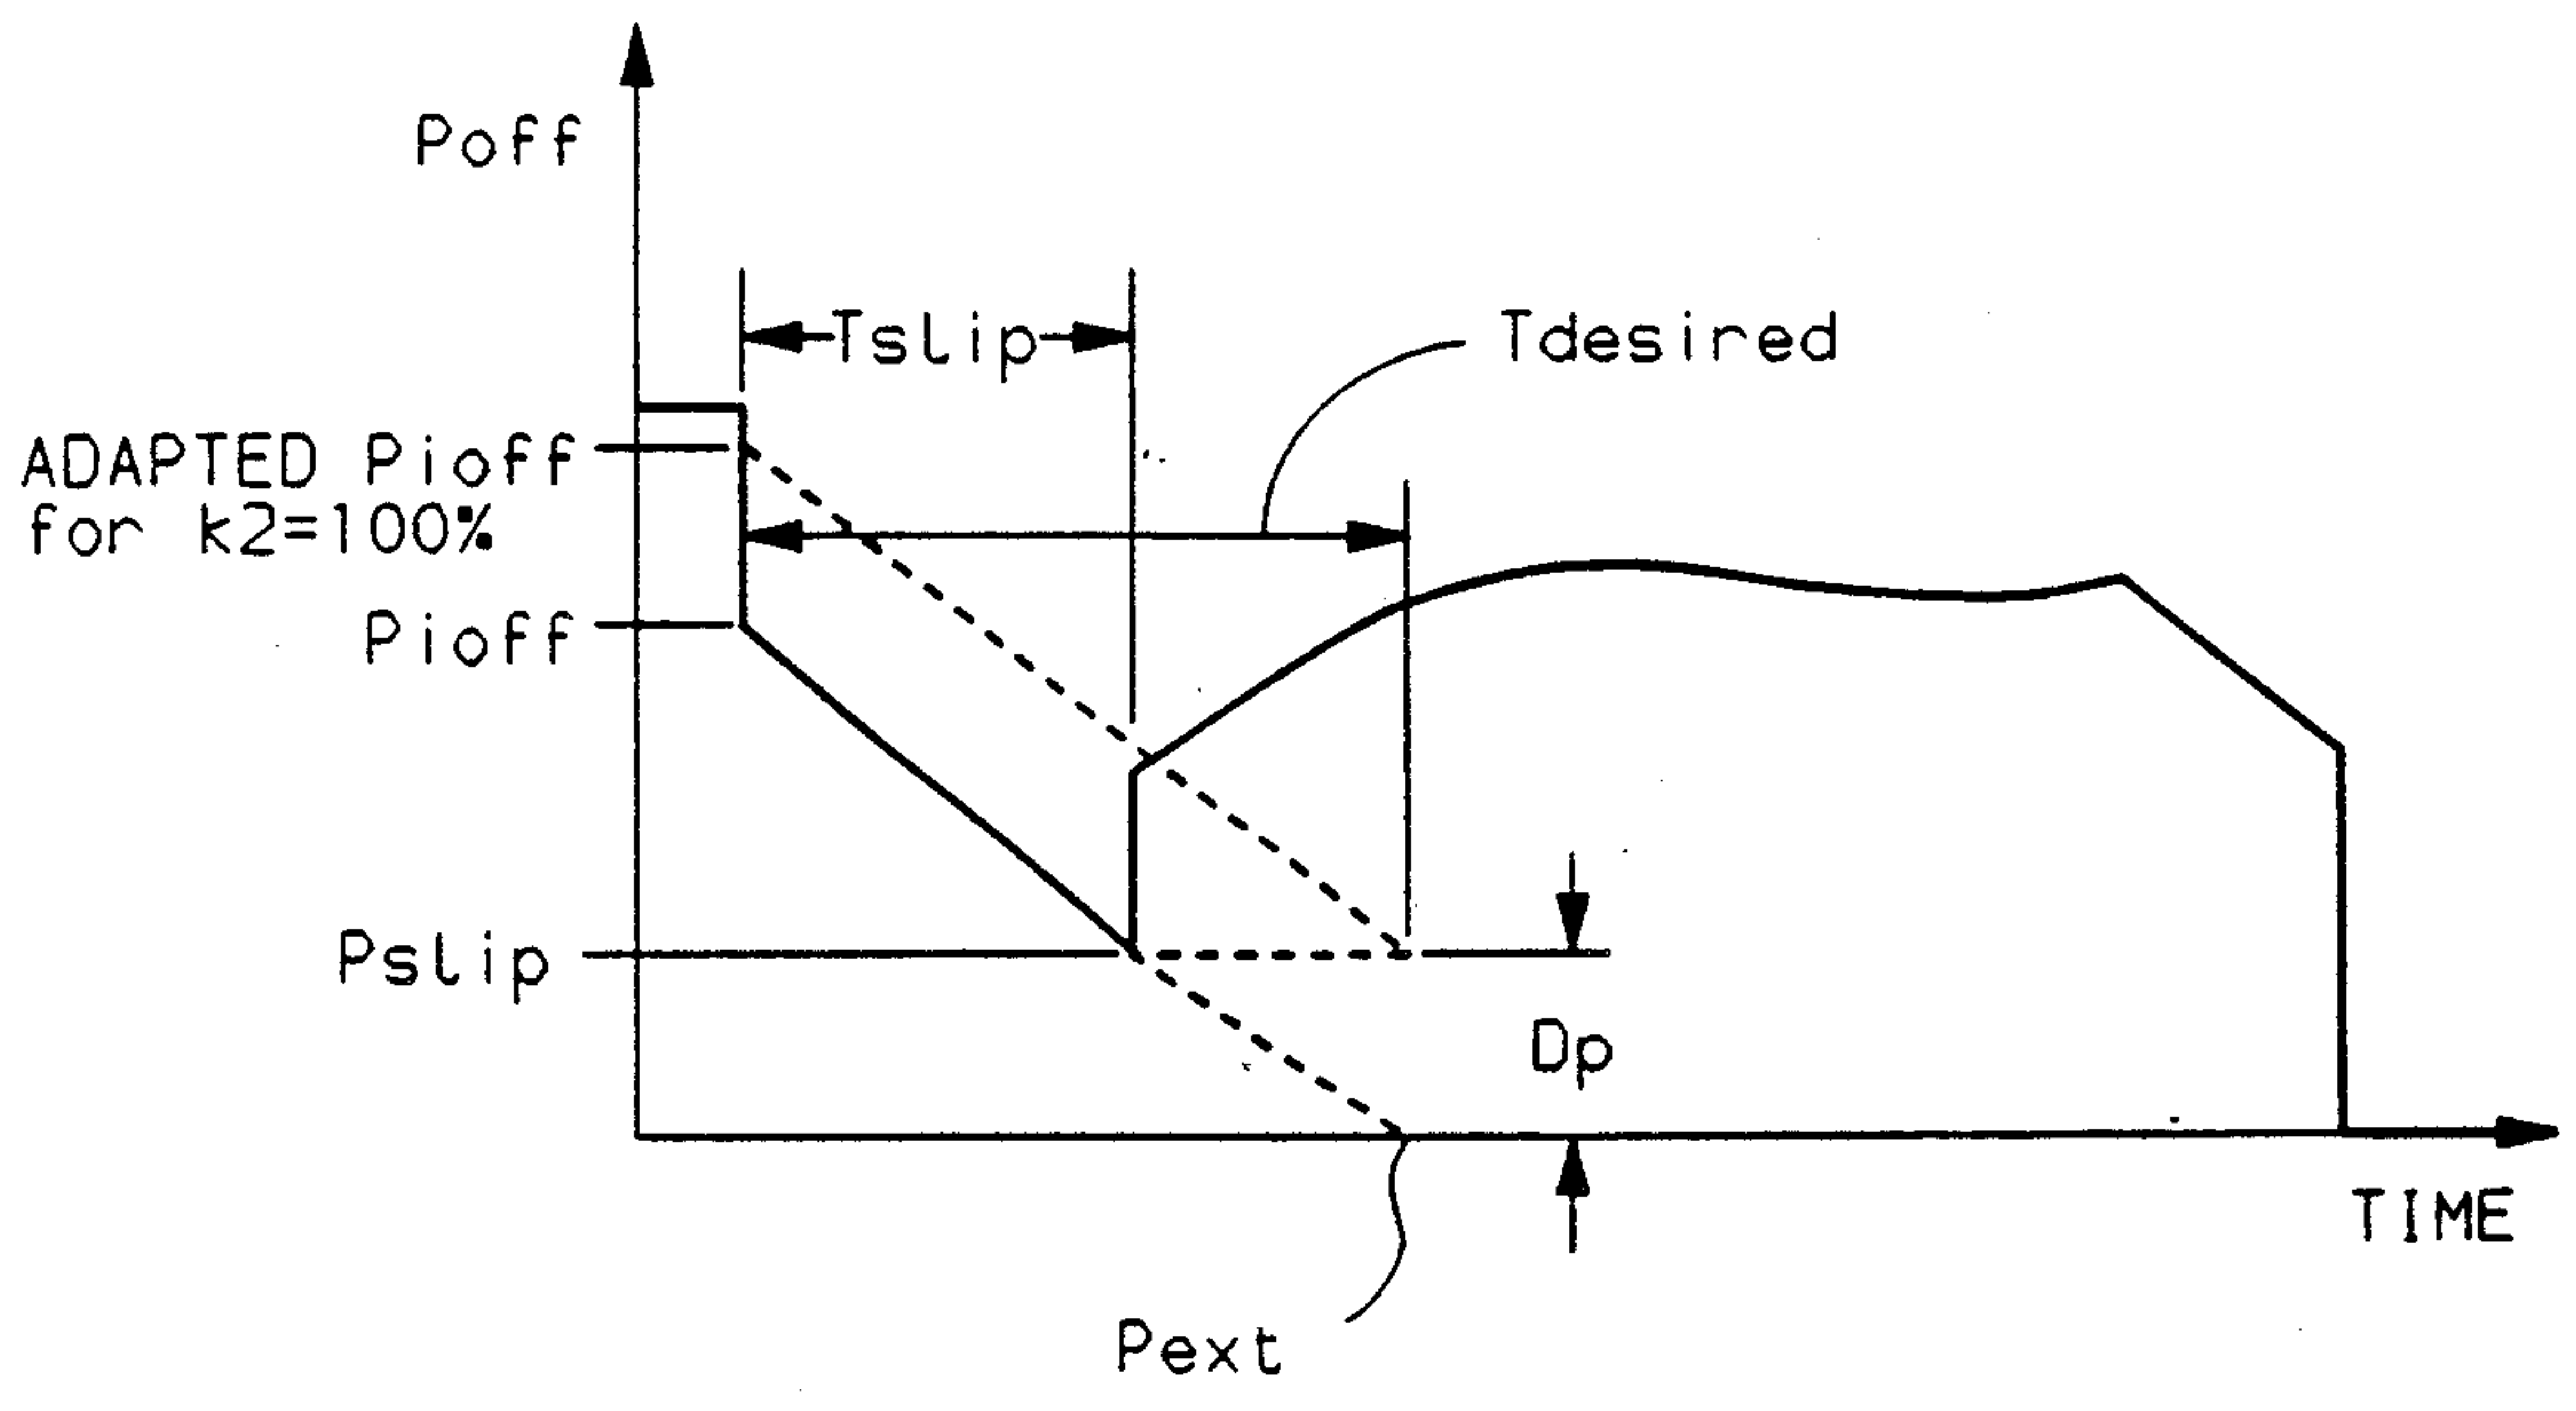 Poff
Tslip
Tdesired
ADAPTED Pioff
for k2=100%
Pioff
Pslip
Dp
TIME
Pext